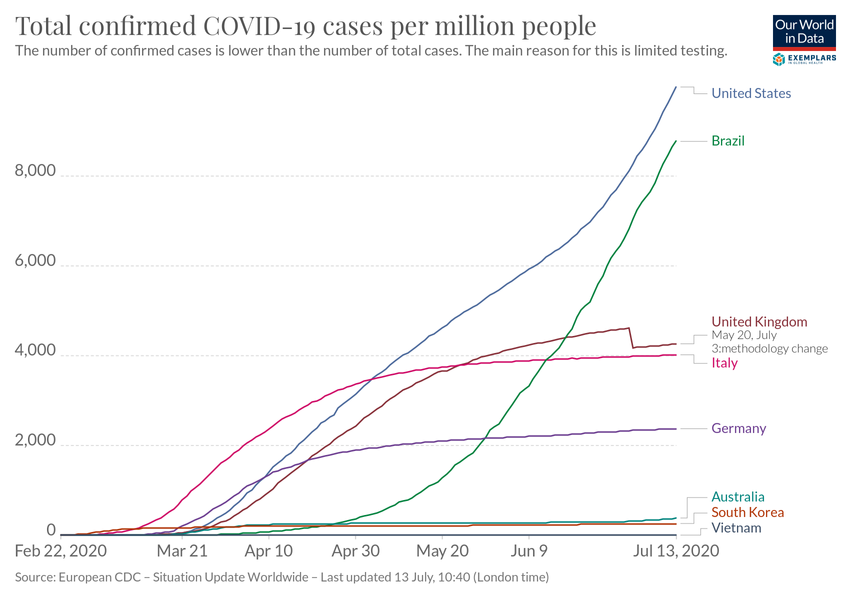 Total confirmed COVID-19 cases per million people
The number of confirmed cases is lower than the number of total cases. The main reason for this is limited testing.
Our World
in Data
EXEMPLARS
IN GLOBAL HEALTH
United States
Brazil
8,000
6,000
United Kingdom
May 20, July
3:methodology change
4,000
Italy
Germany
2,000
Australia
South Korea
Vietnam
0
Feb 22, 2020
Mar 21
Apr 10
Apr 30
May 20
Jun 9
Jul 13, 2020
Source: European CDC – Situation Update Worldwide – Last updated 13 July, 10:40 (London time)